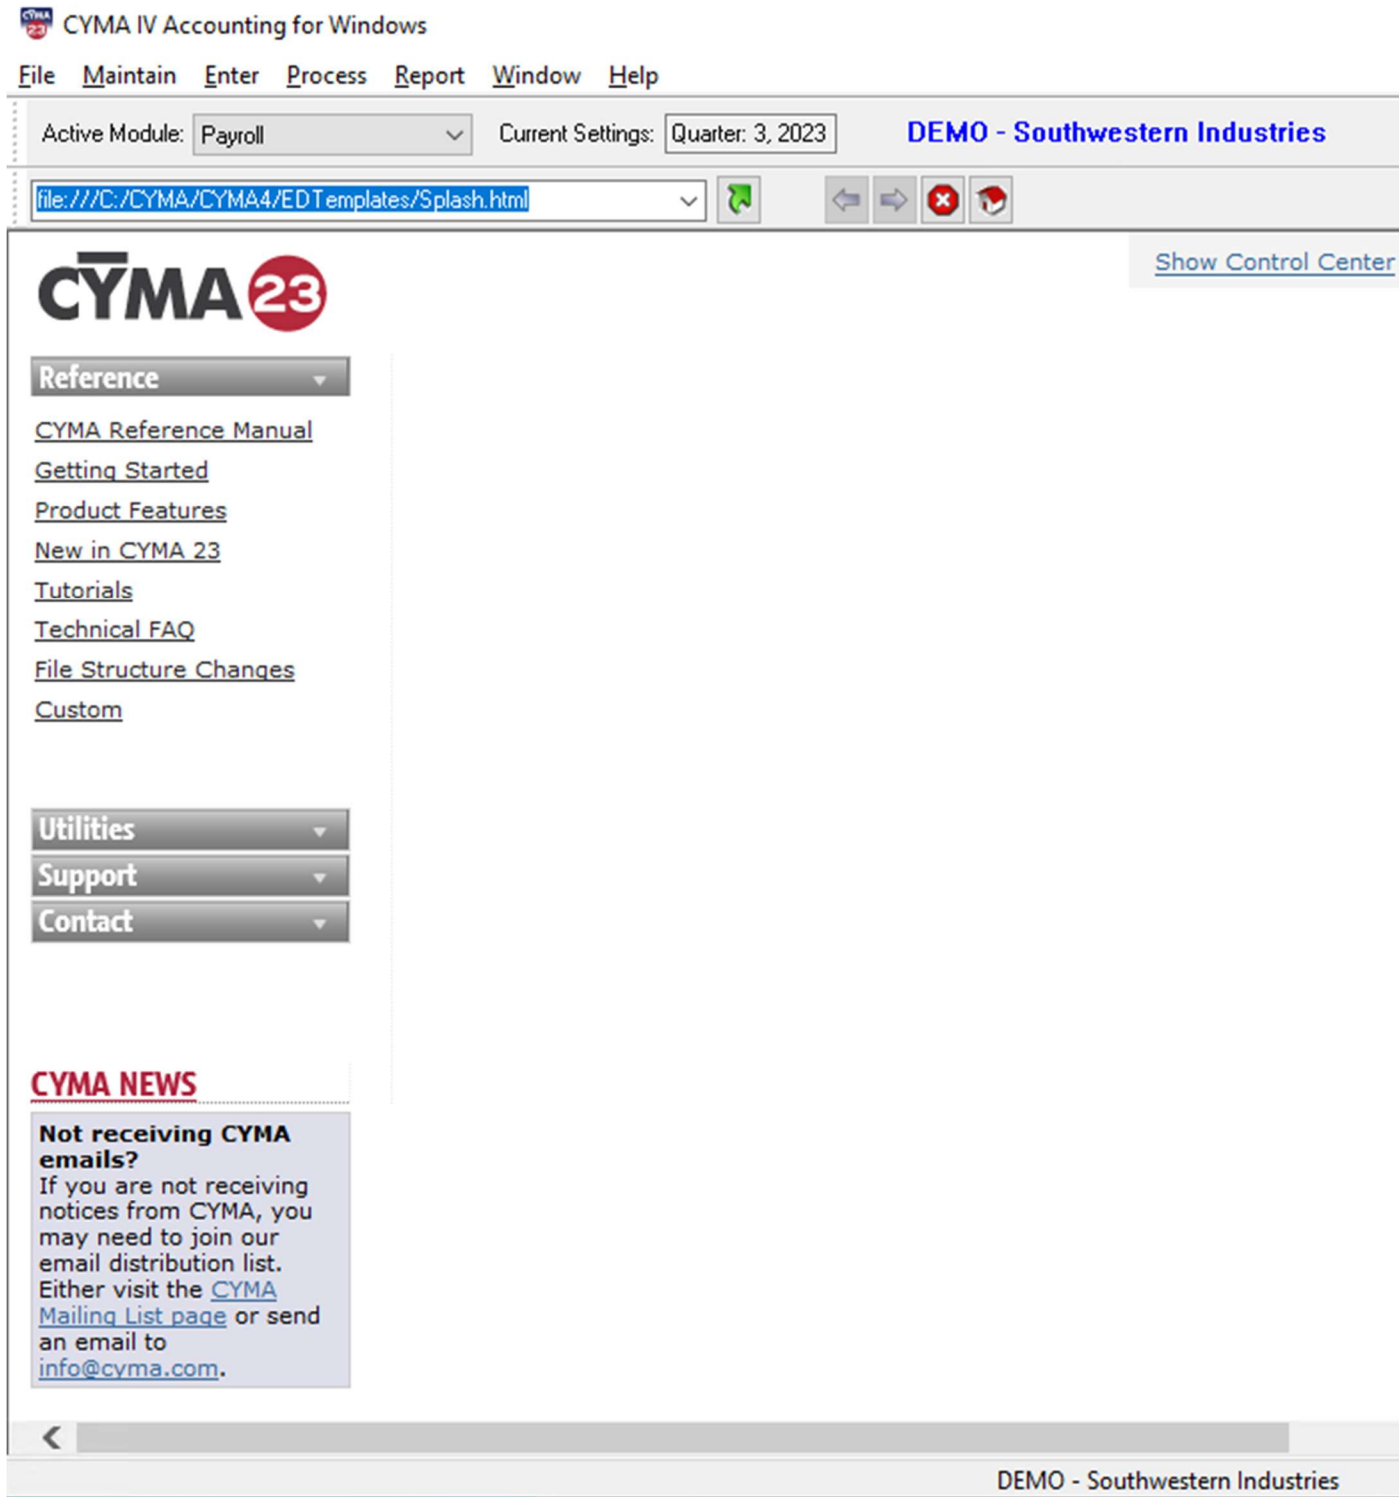 CYMA 23
CYMA IV Accounting for Windows
File Maintain Enter Process Report Window Help
Active Module: Payroll Current Settings: Quarter: 3, 2023 DEMO - Southwestern Industries
file:///C:/CYMA/CYMA4/EDTemplates/Splash.html
CYMA 23
Show Control Center
Reference
CYMA Reference Manual
Getting Started
Product Features
New in CYMA 23
Tutorials
Technical FAQ
File Structure Changes
Custom
Utilities
Support
Contact
CYMA NEWS
Not receiving CYMA
emails?
If you are not receiving
notices from CYMA, you
may need to join our
email distribution list.
Either visit the CYMA
Mailing List page or send
an email to
info@cyma.com.
DEMO - Southwestern Industries